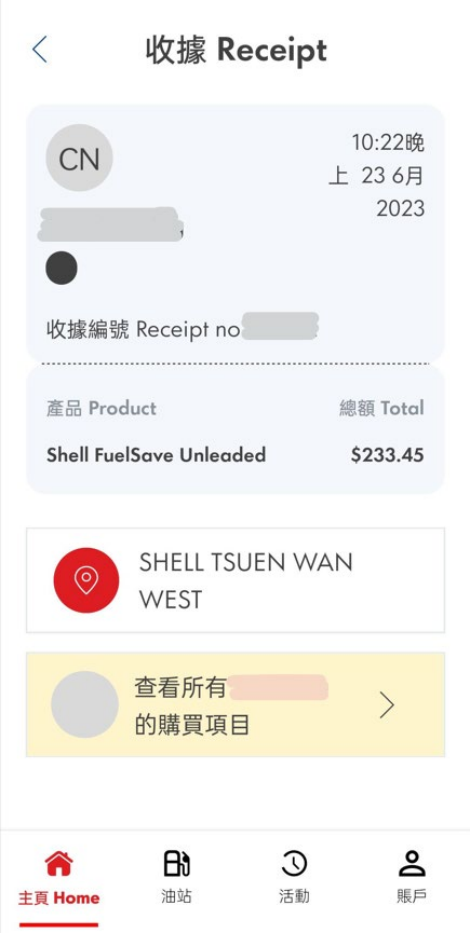 收據 Receipt
CN
10:22晚
上 23 6月
2023
收據編號 Receipt no
產品 Product
總額 Total
Shell FuelSave Unleaded
$233.45
SHELL TSUEN WAN
WEST
查看所有
的購買項目
主頁 Home
油站
活動
賬戶